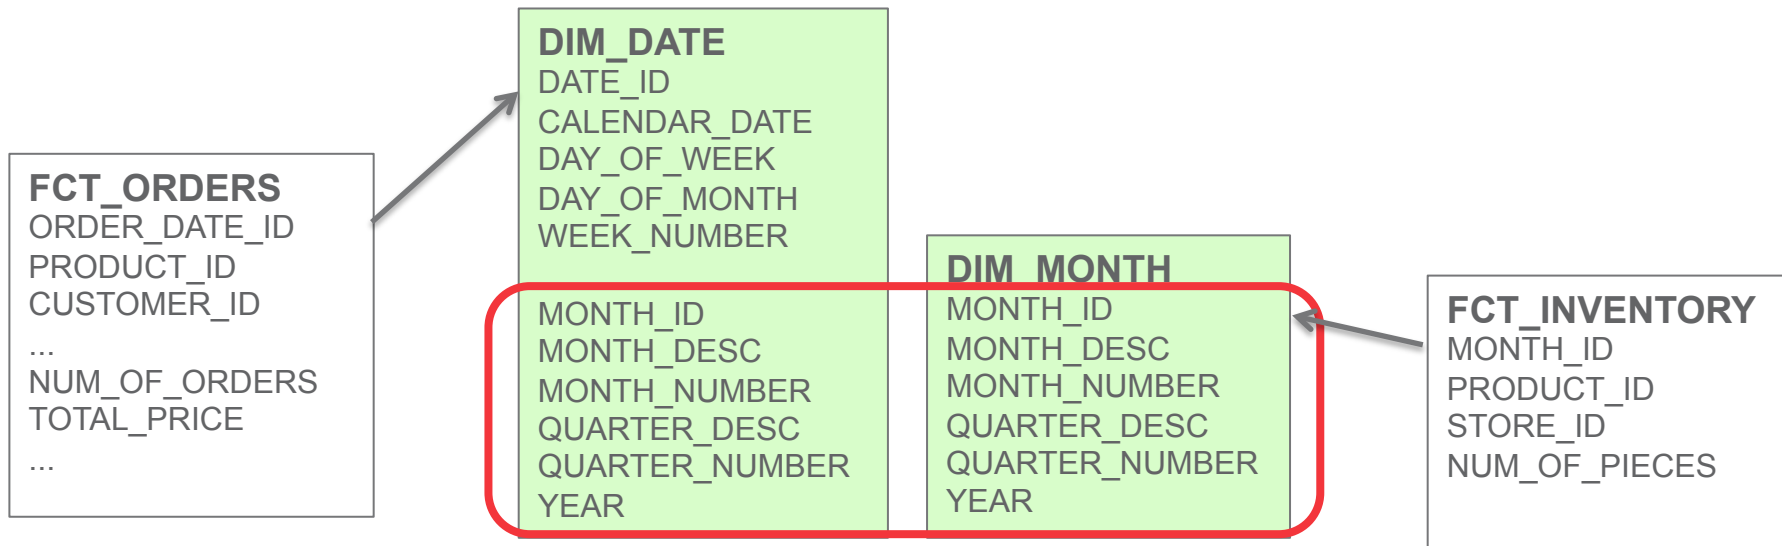 FCT_ORDERS
ORDER_DATE_ID
PRODUCT_ID
CUSTOMER_ID
...
NUM_OF_ORDERS
TOTAL_PRICE
...
DIM_DATE
DATE_ID
CALENDAR_DATE
DAY_OF_WEEK
DAY_OF_MONTH
WEEK_NUMBER
MONTH_ID
MONTH_DESC
MONTH_NUMBER
QUARTER_DESC
QUARTER_NUMBER
YEAR
DIM_MONTH
MONTH_ID
MONTH_DESC
MONTH_NUMBER
QUARTER_DESC
QUARTER_NUMBER
YEAR
FCT_INVENTORY
MONTH_ID
PRODUCT_ID
STORE_ID
NUM_OF_PIECES